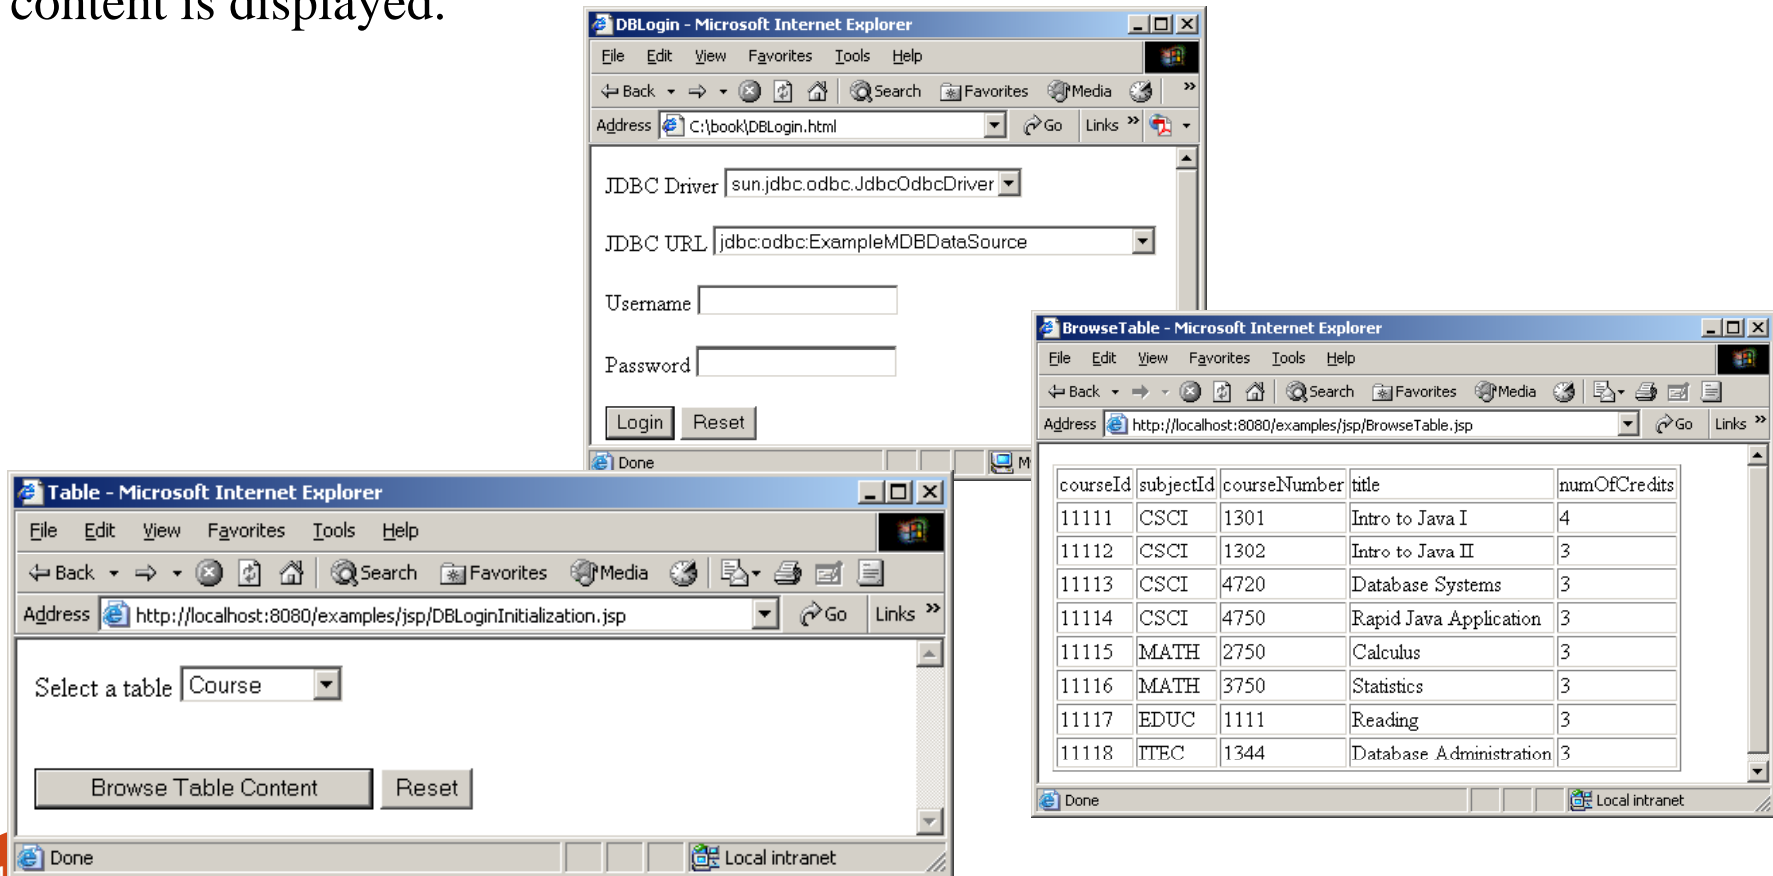 content is displayed.
DBLogin - Microsoft Internet Explorer
File Edit View Favorites Tools Help
Back Search Favorites Media »
Address C:\book\DBLogin.html Go Links »
JDBC Driver sun.jdbc.odbc.JdbcOdbcDriver
JDBC URL jdbc:odbc:ExampleMDBDataSource
Username
Password
Login Reset
Done
Table - Microsoft Internet Explorer
File Edit View Favorites Tools Help
Back Search Favorites Media
Address http://localhost:8080/examples/jsp/DBLoginInitialization.jsp Go Links »
Select a table Course
Browse Table Content Reset
Done Local intranet
BrowseTable - Microsoft Internet Explorer
File Edit View Favorites Tools Help
Back Search Favorites Media
Address http://localhost:8080/examples/jsp/BrowseTable.jsp Go Links »
courseId subjectId courseNumber title numOfCredits
11111 CSCI 1301 Intro to Java I 4
11112 CSCI 1302 Intro to Java II 3
11113 CSCI 4720 Database Systems 3
11114 CSCI 4750 Rapid Java Application 3
11115 MATH 2750 Calculus 3
11116 MATH 3750 Statistics 3
11117 EDUC 1111 Reading 3
11118 ITEC 1344 Database Administration 3
Done Local intranet